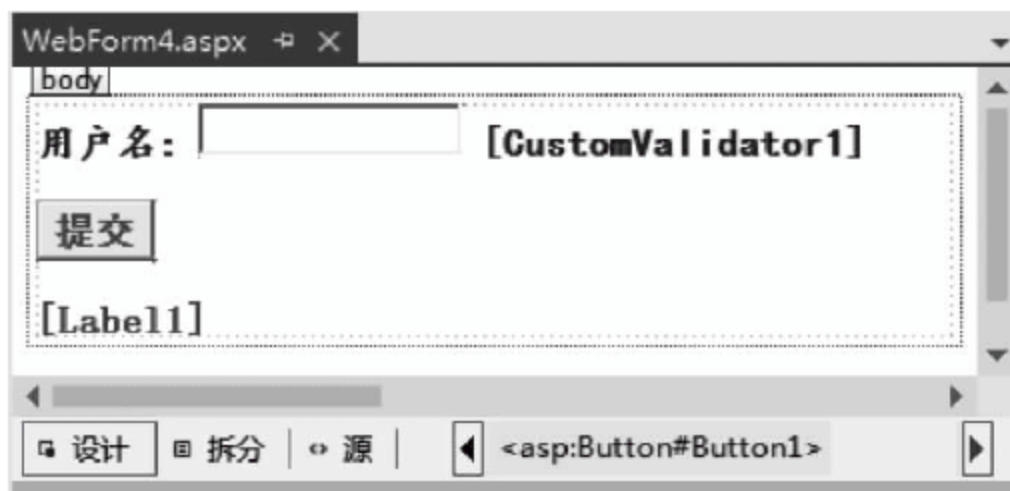 WebForm4.aspx
body
用户名: [CustomValidator1]
提交
[Label1]
设计 拆分 源 <asp:Button#Button1>